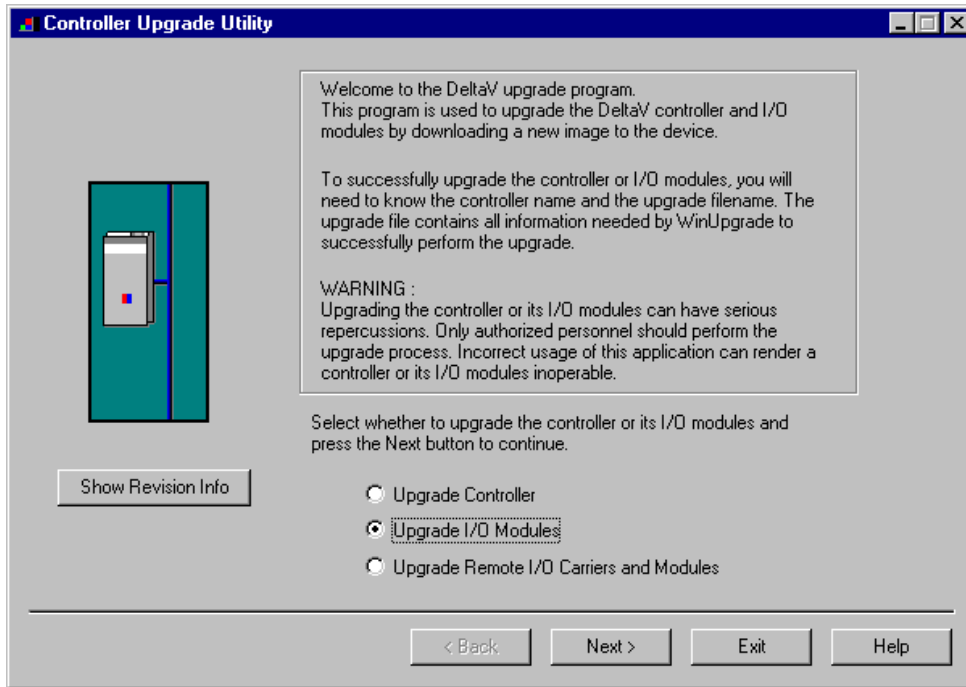 Controller Upgrade Utility
Welcome to the DeltaV upgrade program.
This program is used to upgrade the DeltaV controller and I/O
modules by downloading a new image to the device.
To successfully upgrade the controller or I/O modules, you will
need to know the controller name and the upgrade filename. The
upgrade file contains all information needed by WinUpgrade to
successfully perform the upgrade.
WARNING :
Upgrading the controller or its I/O modules can have serious
repercussions. Only authorized personnel should perform the
upgrade process. Incorrect usage of this application can render a
controller or its I/O modules inoperable.
Select whether to upgrade the controller or its I/O modules and
press the Next button to continue.
Show Revision Info
Upgrade Controller
Upgrade I/O Modules
Upgrade Remote I/O Carriers and Modules
< Back
Next >
Exit
Help